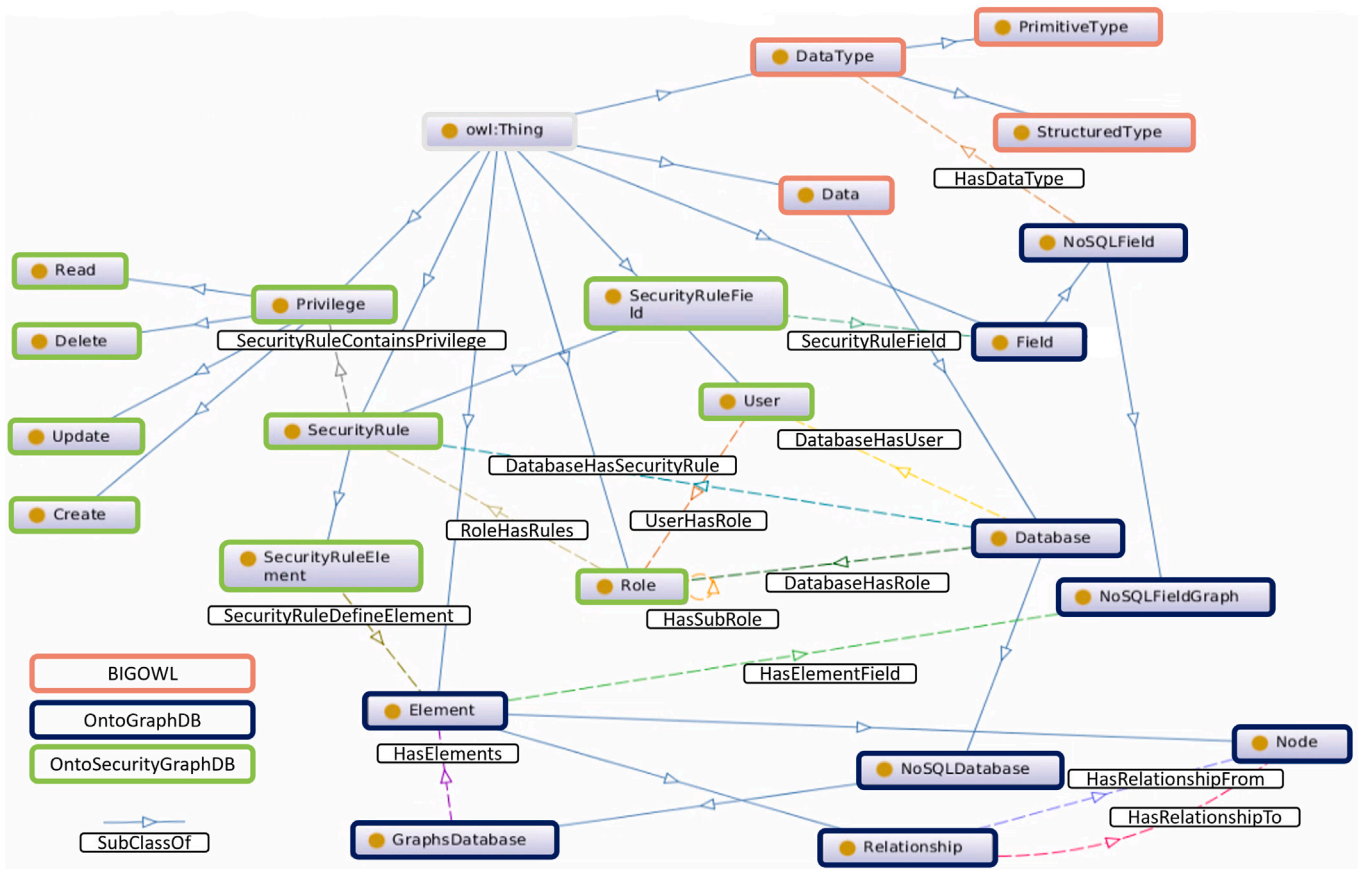 PrimitiveType
DataType
owl:Thing
StructuredType
HasDataType
Data
NoSQLField
Read
Privilege
SecurityRuleFie
ld
Delete
SecurityRuleContainsPrivilege
SecurityRuleField
Field
User
Update
SecurityRule
DatabaseHasUser
DatabaseHasSecurityRule
Create
RoleHasRules
UserHasRole
Database
SecurityRuleEle
ment
Role
DatabaseHasRole
NoSQLFieldGraph
SecurityRuleDefineElement
HasSubRole
BIGOWL
HasElementField
OntoGraphDB
Element
Node
HasElements
OntoSecurityGraphDB
NoSQLDatabase
HasRelationshipFrom
HasRelationshipTo
SubClassOf
GraphsDatabase
Relationship